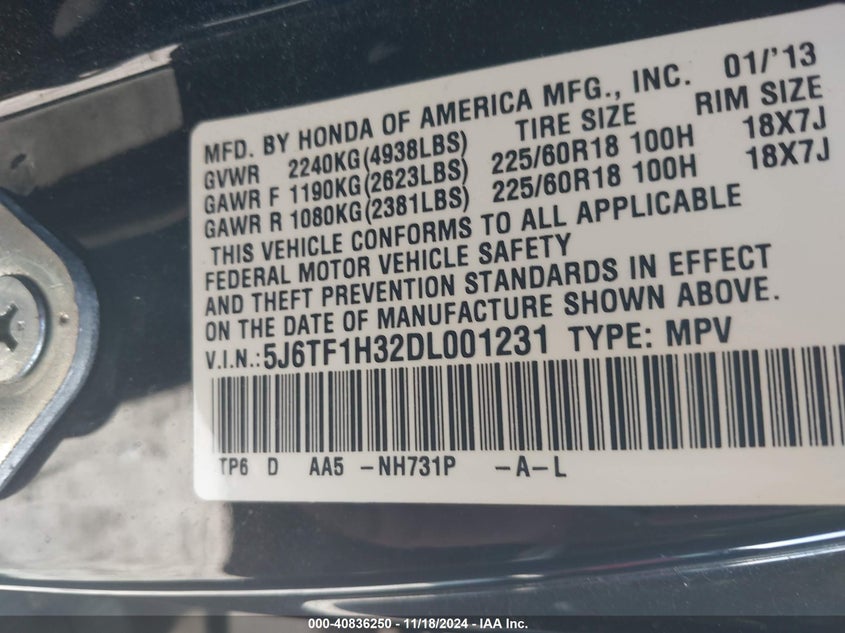 MFD. BY HONDA OF AMERICA MFG., INC. 01/'13
GVWR 2240KG(4938LBS) TIRE SIZE RIM SIZE
GAWR F 1190KG(2623LBS) 225/60R18 100H 18X7J
GAWR R 1080KG(2381LBS) 225/60R18 100H 18X7J
THIS VEHICLE CONFORMS TO ALL APPLICABLE
FEDERAL MOTOR VEHICLE SAFETY
AND THEFT PREVENTION STANDARDS IN EFFECT
ON THE DATE OF MANUFACTURE SHOWN ABOVE.
V.I.N.:5J6TF1H32DL001231 TYPE: MPV
TP6 D AA5 -NH731P -A-L
000-40836250 - 11/18/2024 - IAA Inc.